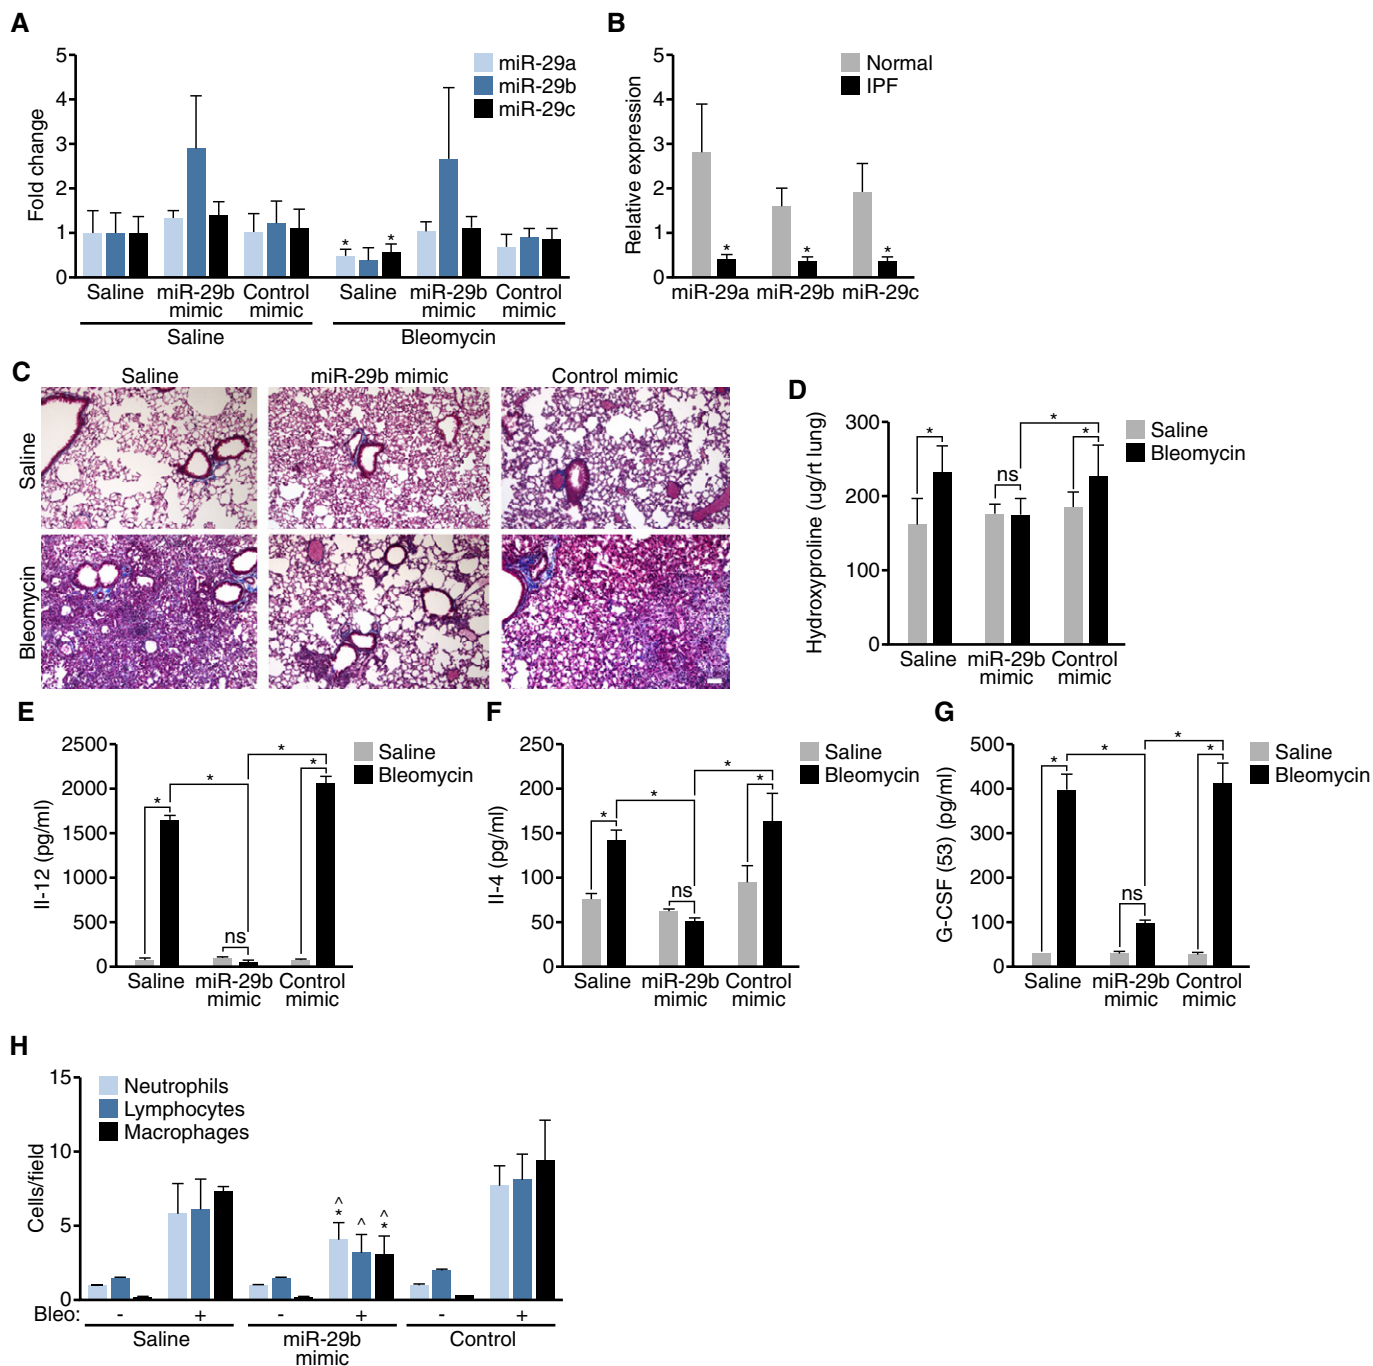 A
5
4
3
2
1
0
Fold change
miR-29a
miR-29b
miR-29c
* *
Saline miR-29b mimic Control mimic Saline miR-29b mimic Control mimic
Saline Bleomycin
B
5
4
3
2
1
0
Relative expression
Normal
IPF
* * *
miR-29a miR-29b miR-29c
C
Saline miR-29b mimic Control mimic
Saline
Bleomycin
D
300
200
100
0
Hydroxyproline (ug/rt lung)
Saline
Bleomycin
* ns * *
Saline miR-29b mimic Control mimic
E
2500
2000
1500
1000
500
0
Il-12 (pg/ml)
Saline
Bleomycin
* * ns * *
Saline miR-29b mimic Control mimic
F
250
200
150
100
50
0
Il-4 (pg/ml)
Saline
Bleomycin
* * ns * *
Saline miR-29b mimic Control mimic
G
500
400
300
200
100
0
G-CSF (53) (pg/ml)
Saline
Bleomycin
* * ns * *
Saline miR-29b mimic Control mimic
H
15
10
5
0
Cells/field
Neutrophils
Lymphocytes
Macrophages
^ ^ ^
* *
Bleo: - + - + - +
Saline miR-29b mimic Control